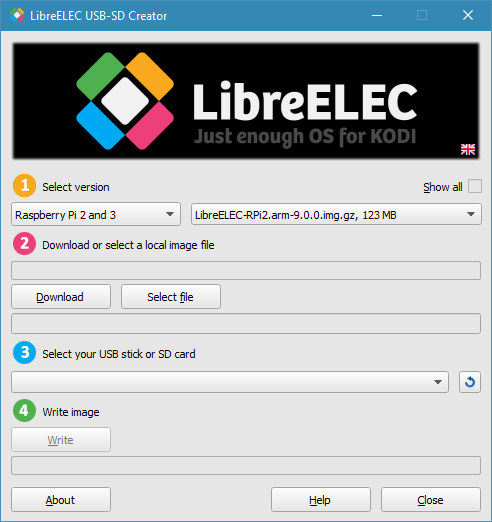 LibreELEC USB-SD Creator
LibreELEC
Just enough OS for KODI
1 Select version
Show all
Raspberry Pi 2 and 3
LibreELEC-RPi2.arm-9.0.0.img.gz, 123 MB
2 Download or select a local image file
Download
Select file
3 Select your USB stick or SD card
4 Write image
Write
About
Help
Close